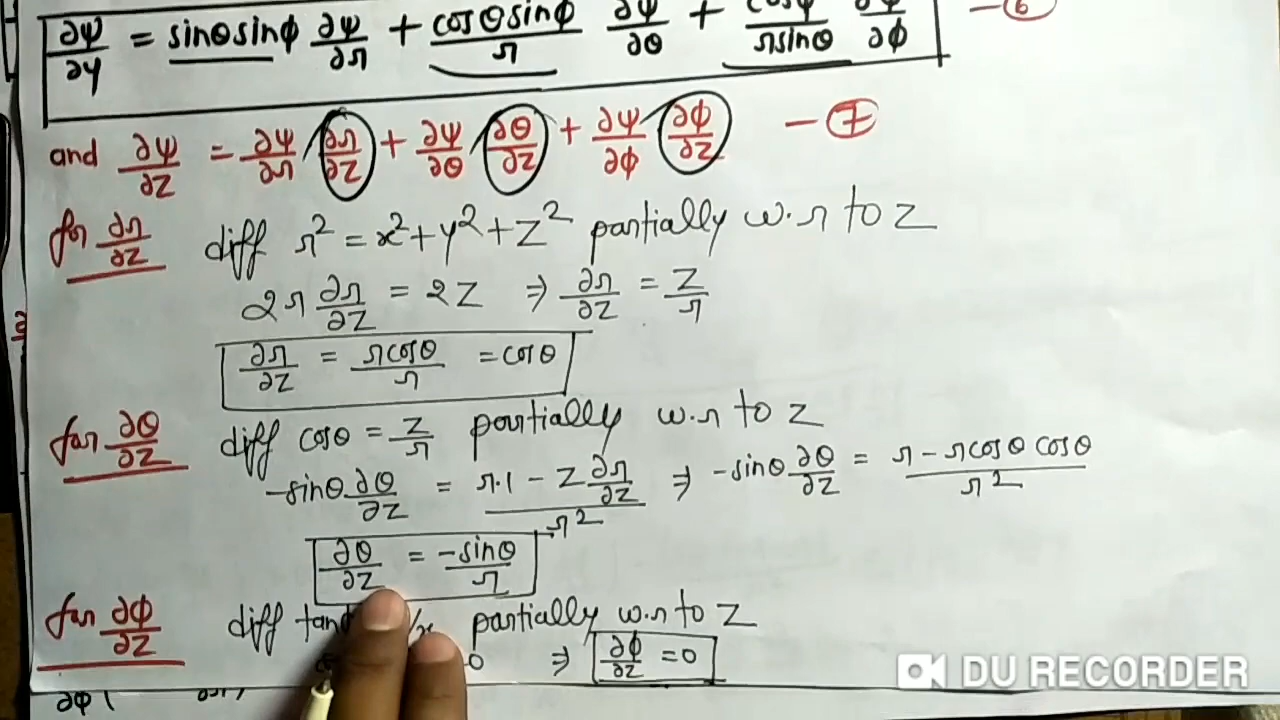 ∂ψ/∂y = sinθsinφ ∂ψ/∂r + cosθsinφ/r ∂ψ/∂θ + cosφ/rsinθ ∂ψ/∂φ — ⑥
and ∂ψ/∂z = ∂ψ/∂r ∂r/∂z + ∂ψ/∂θ ∂θ/∂z + ∂ψ/∂φ ∂φ/∂z — ⑦
for ∂r/∂z diff r² = x² + y² + z² partially w.r to z
2r ∂r/∂z = 2z ⇒ ∂r/∂z = z/r
∂r/∂z = rcosθ/r = cosθ
for ∂θ/∂z diff cosθ = z/r partially w.r to z
-sinθ ∂θ/∂z = r.1 - z ∂r/∂z / r² ⇒ -sinθ ∂θ/∂z = r - rcosθ cosθ / r²
∂θ/∂z = -sinθ/r
for ∂φ/∂z diff tan /x partially w.r to z
0 ⇒ ∂φ/∂z = 0
DU RECORDER